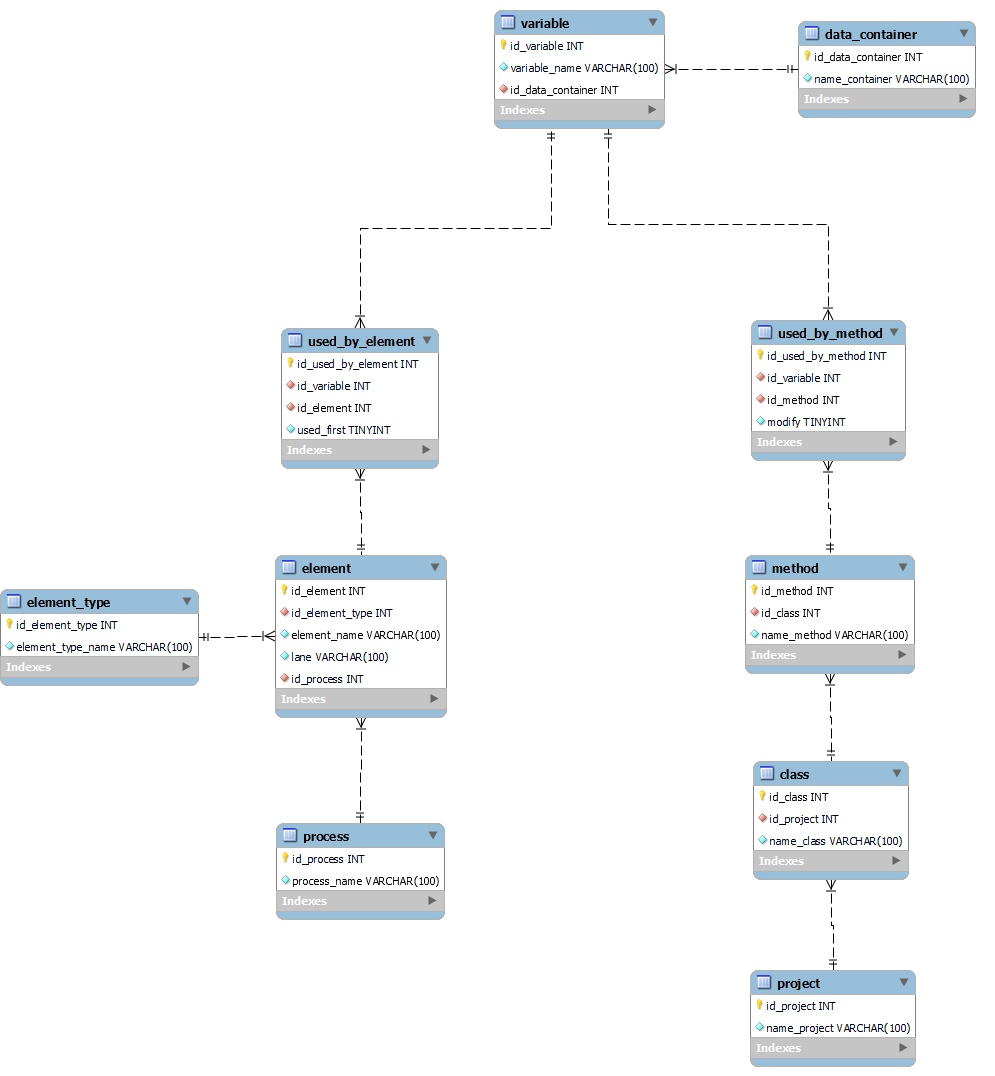 variable
id_variable INT
variable_name VARCHAR(100)
id_data_container INT
Indexes
data_container
id_data_container INT
name_container VARCHAR(100)
Indexes
used_by_element
id_used_by_element INT
id_variable INT
id_element INT
used_first TINYINT
Indexes
used_by_method
id_used_by_method INT
id_variable INT
id_method INT
modify TINYINT
Indexes
element_type
id_element_type INT
element_type_name VARCHAR(100)
Indexes
element
id_element INT
id_element_type INT
element_name VARCHAR(100)
lane VARCHAR(100)
id_process INT
Indexes
method
id_method INT
id_class INT
name_method VARCHAR(100)
Indexes
process
id_process INT
process_name VARCHAR(100)
Indexes
class
id_class INT
id_project INT
name_class VARCHAR(100)
Indexes
project
id_project INT
name_project VARCHAR(100)
Indexes